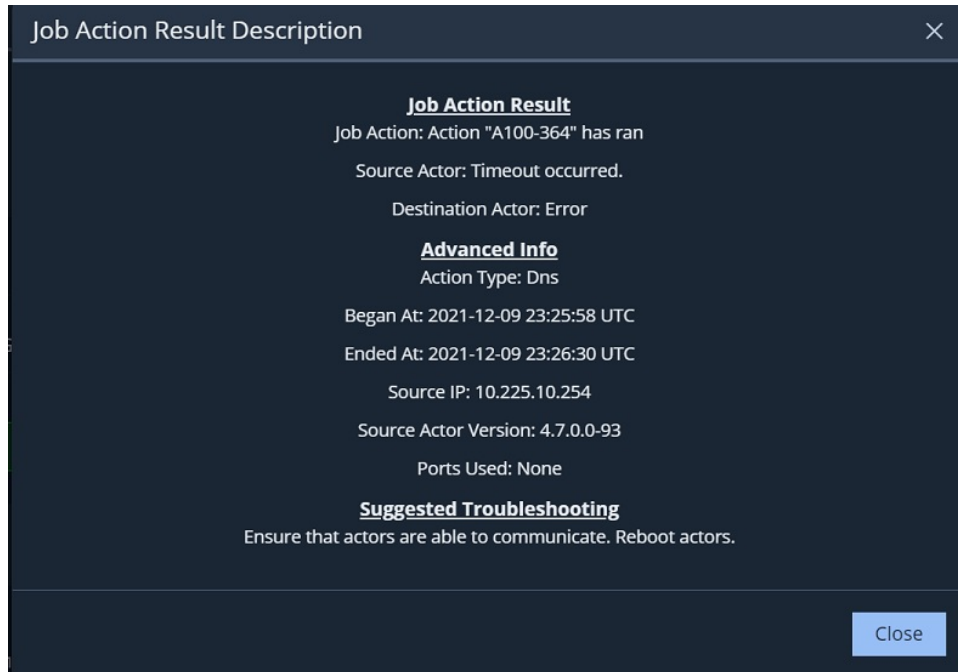 Job Action Result Description
Job Action Result
Job Action: Action "A100-364" has ran
Source Actor: Timeout occurred.
Destination Actor: Error
Advanced Info
Action Type: Dns
Began At: 2021-12-09 23:25:58 UTC
Ended At: 2021-12-09 23:26:30 UTC
Source IP: 10.225.10.254
Source Actor Version: 4.7.0.0-93
Ports Used: None
Suggested Troubleshooting
Ensure that actors are able to communicate. Reboot actors.
Close